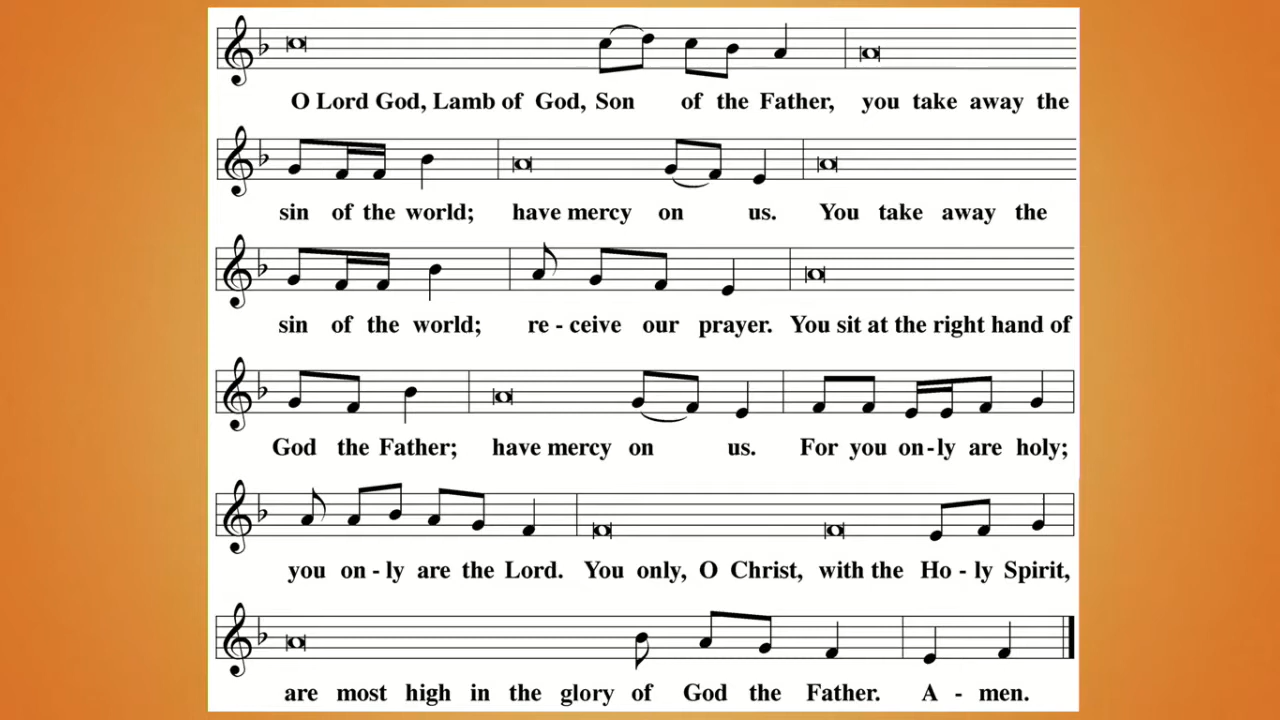 O Lord God, Lamb of God, Son of the Father, you take away the
sin of the world; have mercy on us. You take away the
sin of the world; re - ceive our prayer. You sit at the right hand of
God the Father; have mercy on us. For you on - ly are holy;
you on - ly are the Lord. You only, O Christ, with the Ho - ly Spirit,
are most high in the glory of God the Father. A - men.